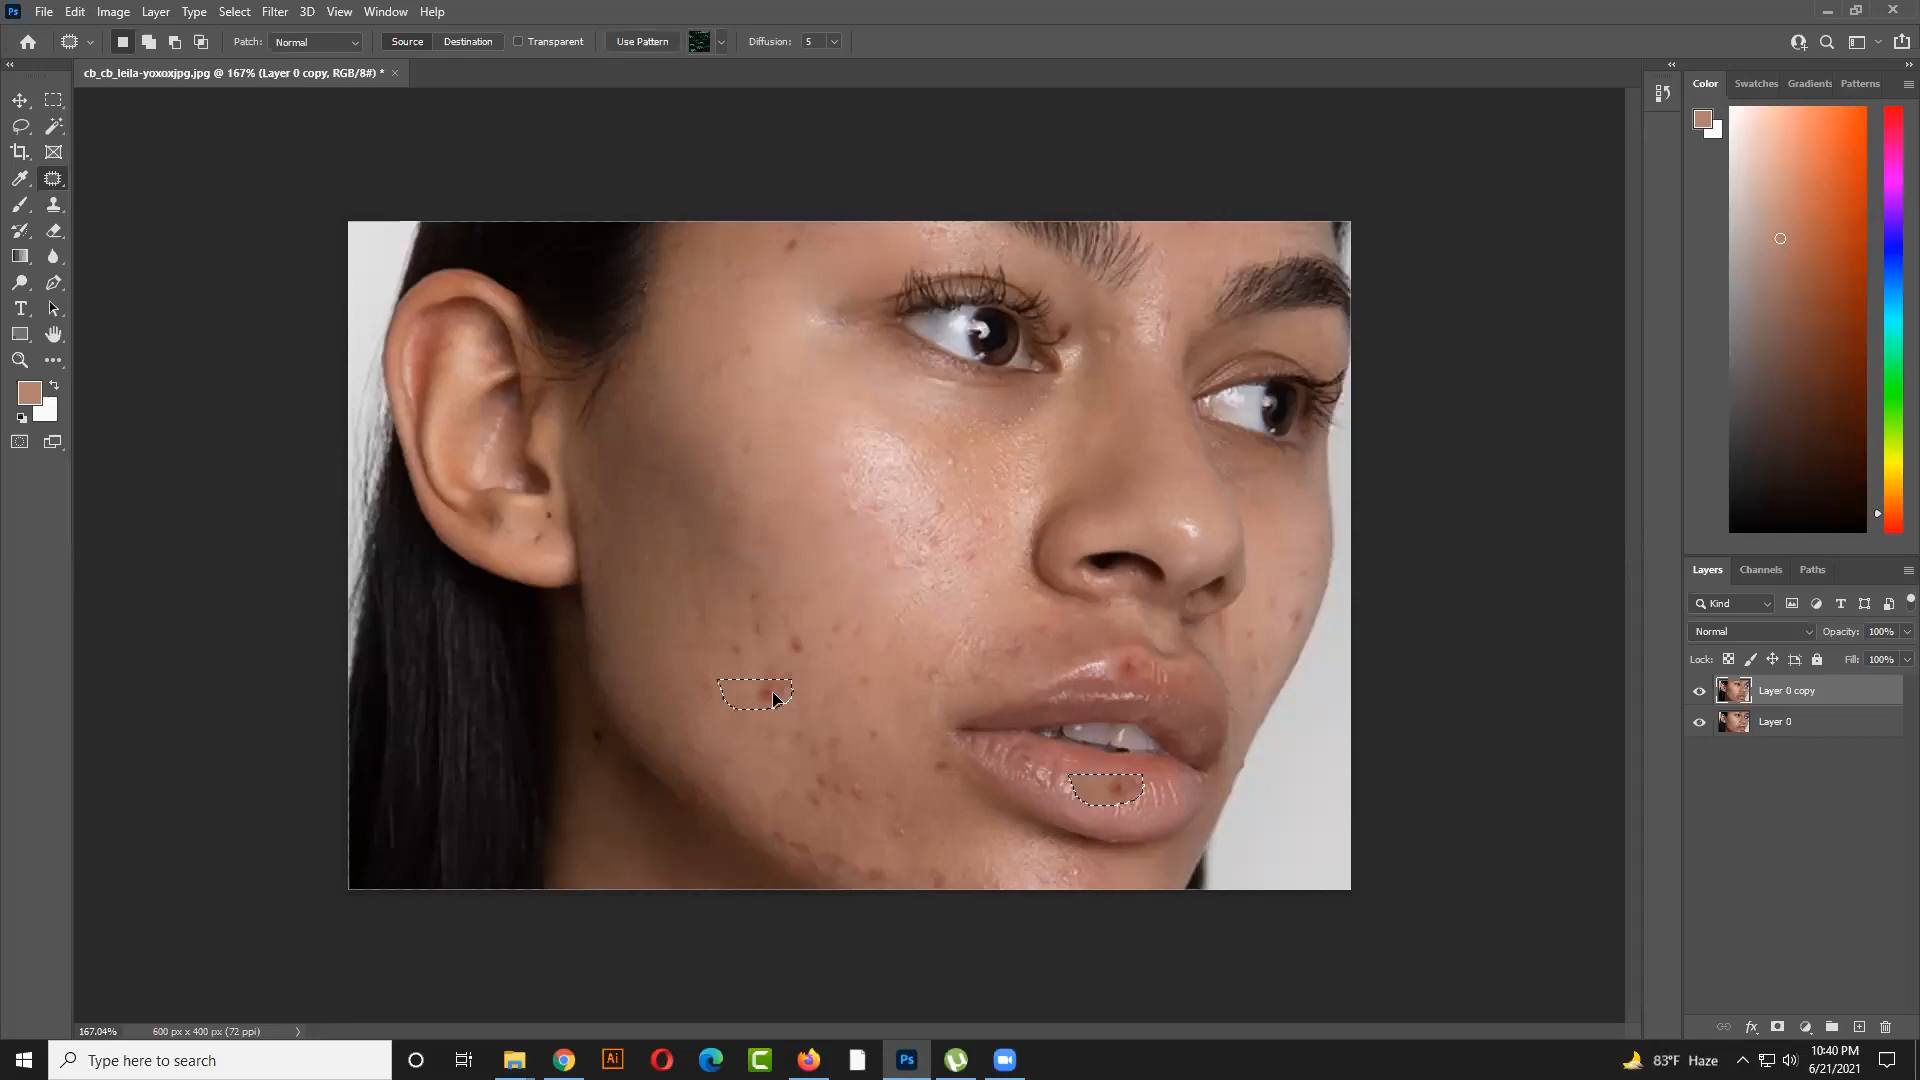 Ps File Edit Image Layer Type Select Filter 3D View Window Help
Patch: Normal Source Destination Transparent Use Pattern Diffusion: 5
cb_cb_leila-yoxoxjpg.jpg @ 167% (Layer 0 copy, RGB/8#) * ×
Color Swatches Gradients Patterns
Layers Channels Paths
Kind
Normal Opacity: 100%
Lock: Fill: 100%
Layer 0 copy
Layer 0
167.04% 600 px x 400 px (72 ppi)
Type here to search
Ai
Ps
83°F Haze
10:40 PM
6/21/2021